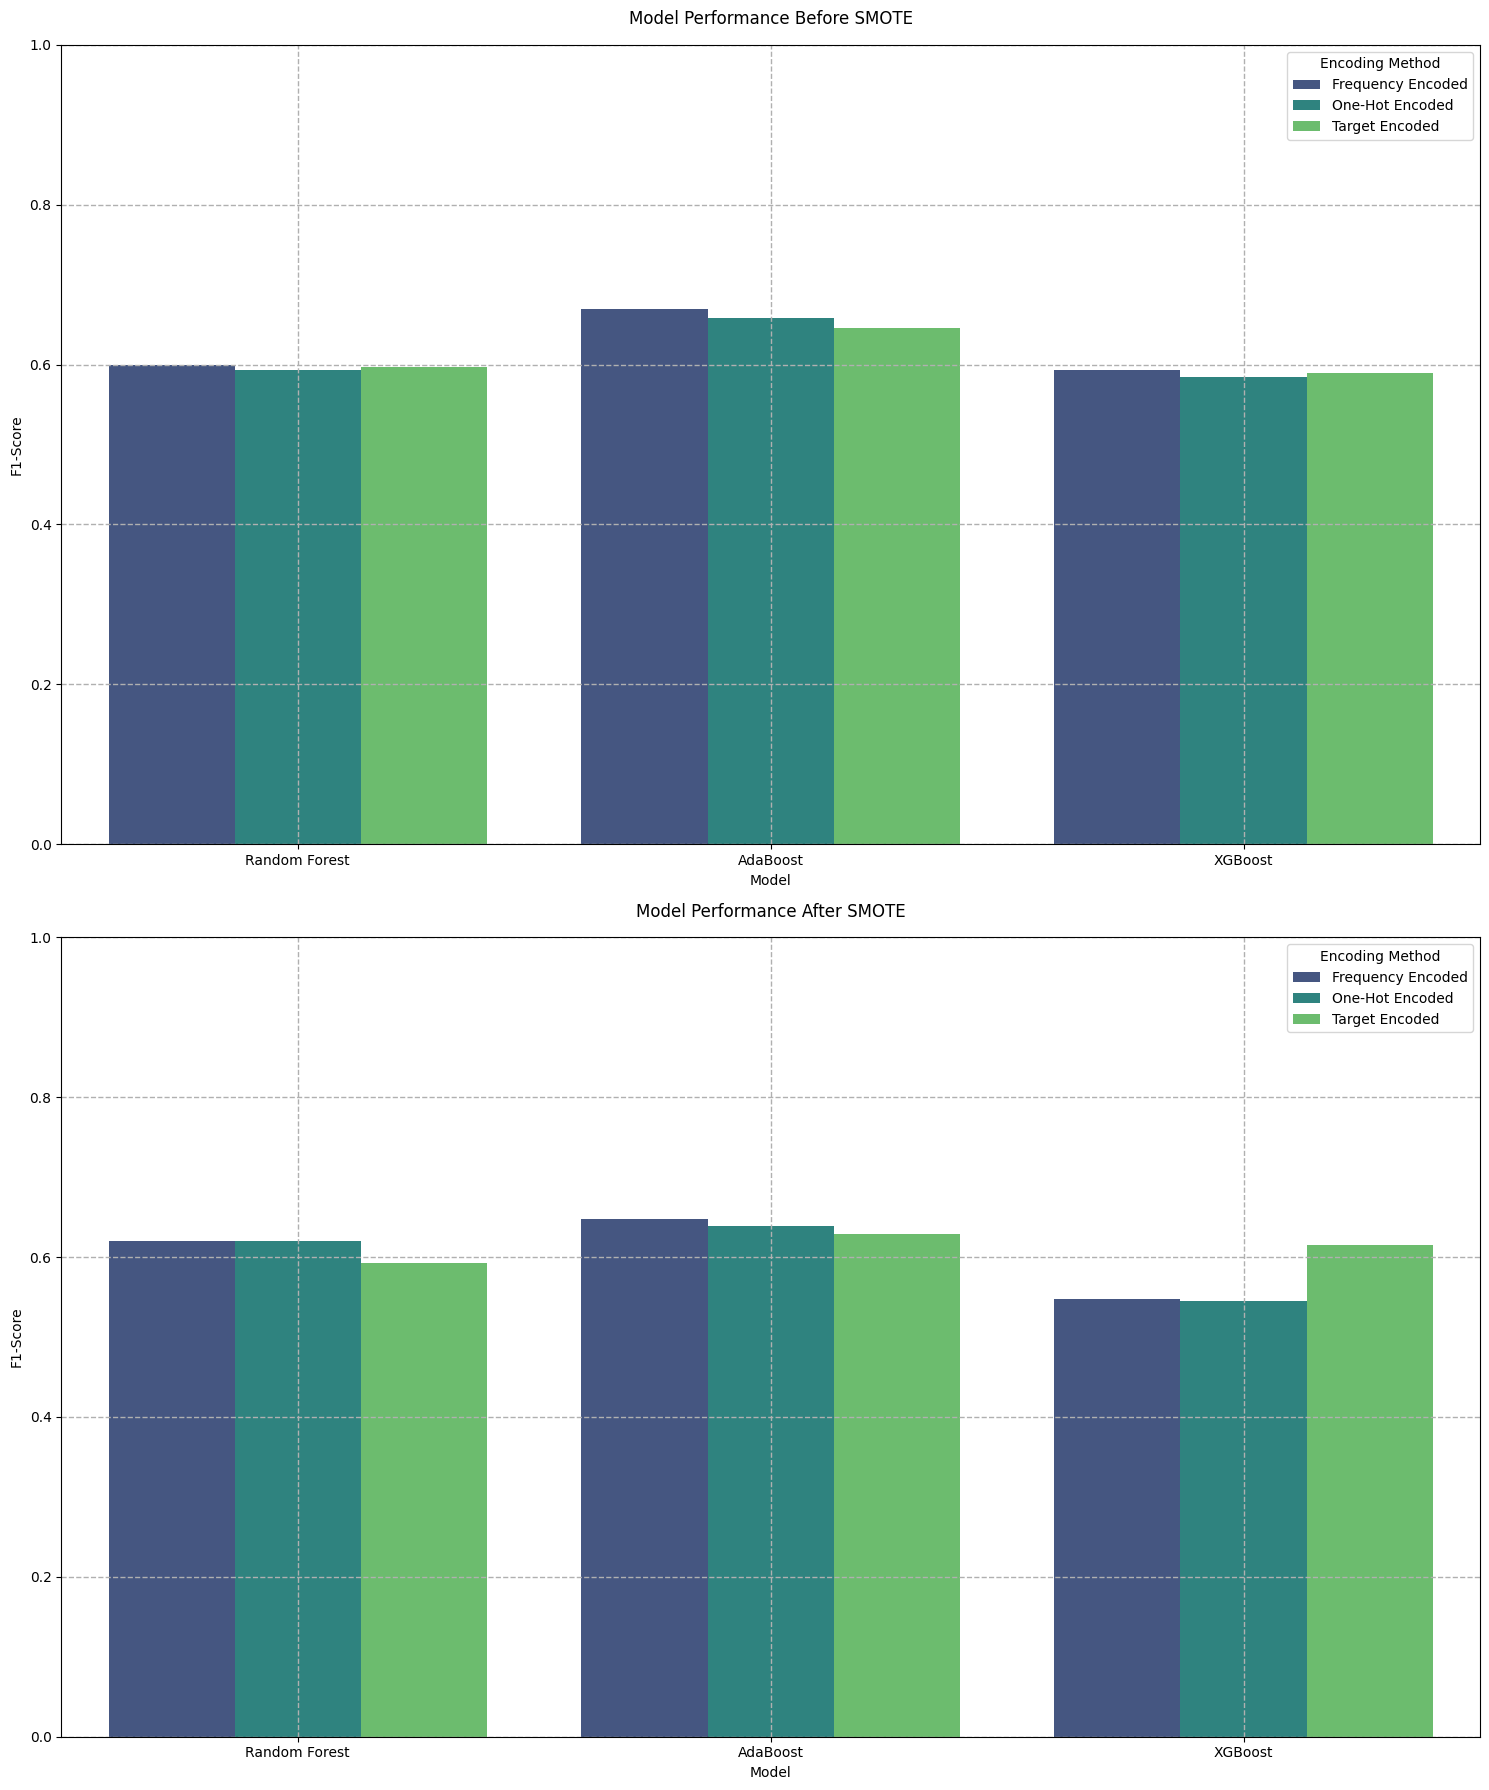 Model Performance Before SMOTE
1.0
Encoding Method
Frequency Encoded
One-Hot Encoded
Target Encoded
0.8
0.6
F1-Score
0.4
0.2
0.0
Random Forest AdaBoost XGBoost
Model
Model Performance After SMOTE
1.0
Encoding Method
Frequency Encoded
One-Hot Encoded
Target Encoded
0.8
0.6
F1-Score
0.4
0.2
0.0
Random Forest AdaBoost XGBoost
Model